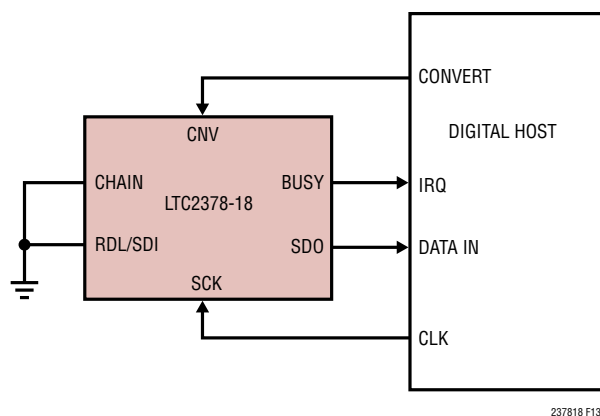 CONVERT
CNV
DIGITAL HOST
CHAIN
BUSY
IRQ
LTC2378-18
RDL/SDI
SDO
DATA IN
SCK
CLK
237818 F13